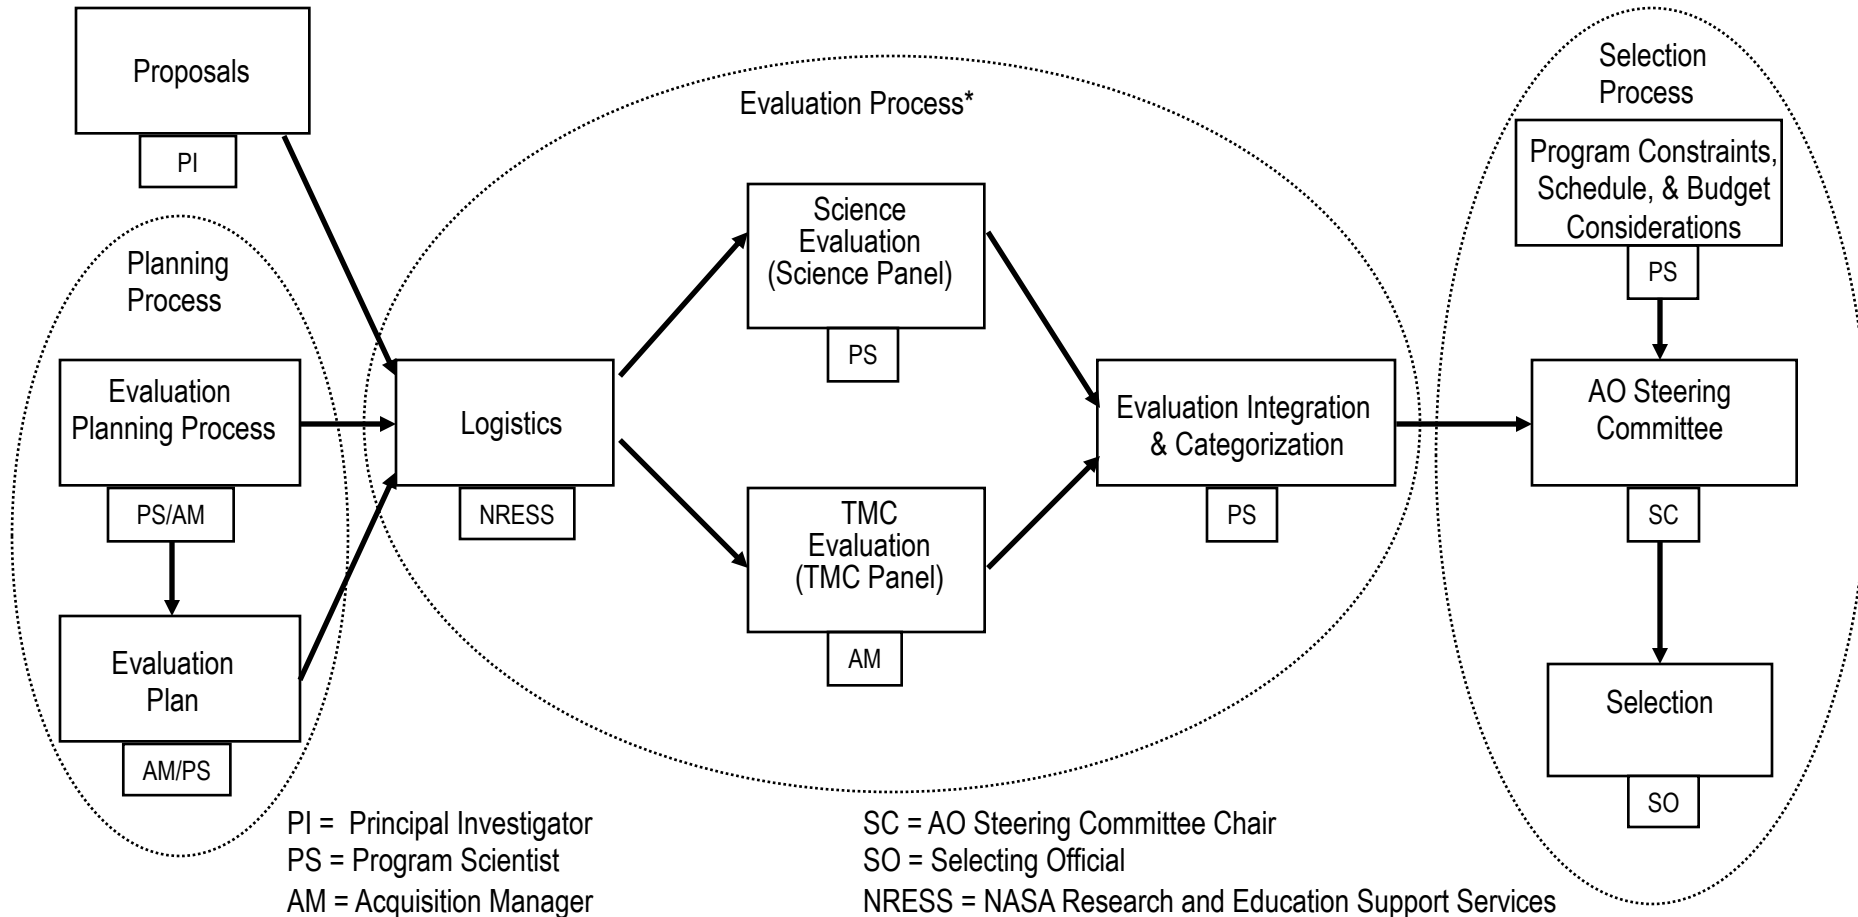 Proposals
PI
Planning
Process
Evaluation
Planning Process
PS/AM
Evaluation
Plan
AM/PS
Evaluation Process*
Logistics
NRESS
Science
Evaluation
(Science Panel)
PS
TMC
Evaluation
(TMC Panel)
AM
Evaluation Integration
& Categorization
PS
Selection
Process
Program Constraints,
Schedule, & Budget
Considerations
PS
AO Steering
Committee
SC
Selection
SO
PI = Principal Investigator
PS = Program Scientist
AM = Acquisition Manager
SC = AO Steering Committee Chair
SO = Selecting Official
NRESS = NASA Research and Education Support Services